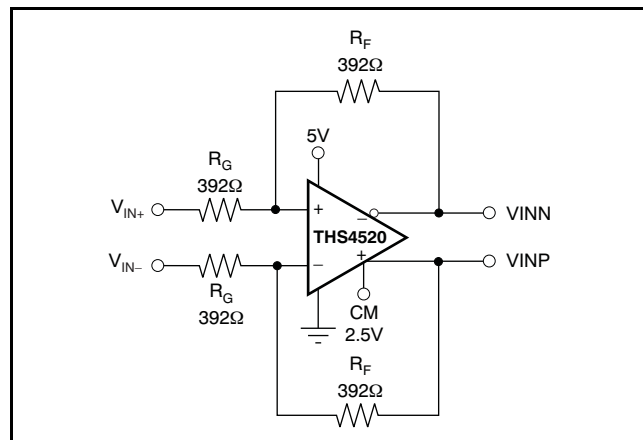 R_F
392Ω
5V
R_G
392Ω
V_IN+
+
−
VINN
THS4520
V_IN−
−
+
VINP
R_G
392Ω
CM
2.5V
R_F
392Ω